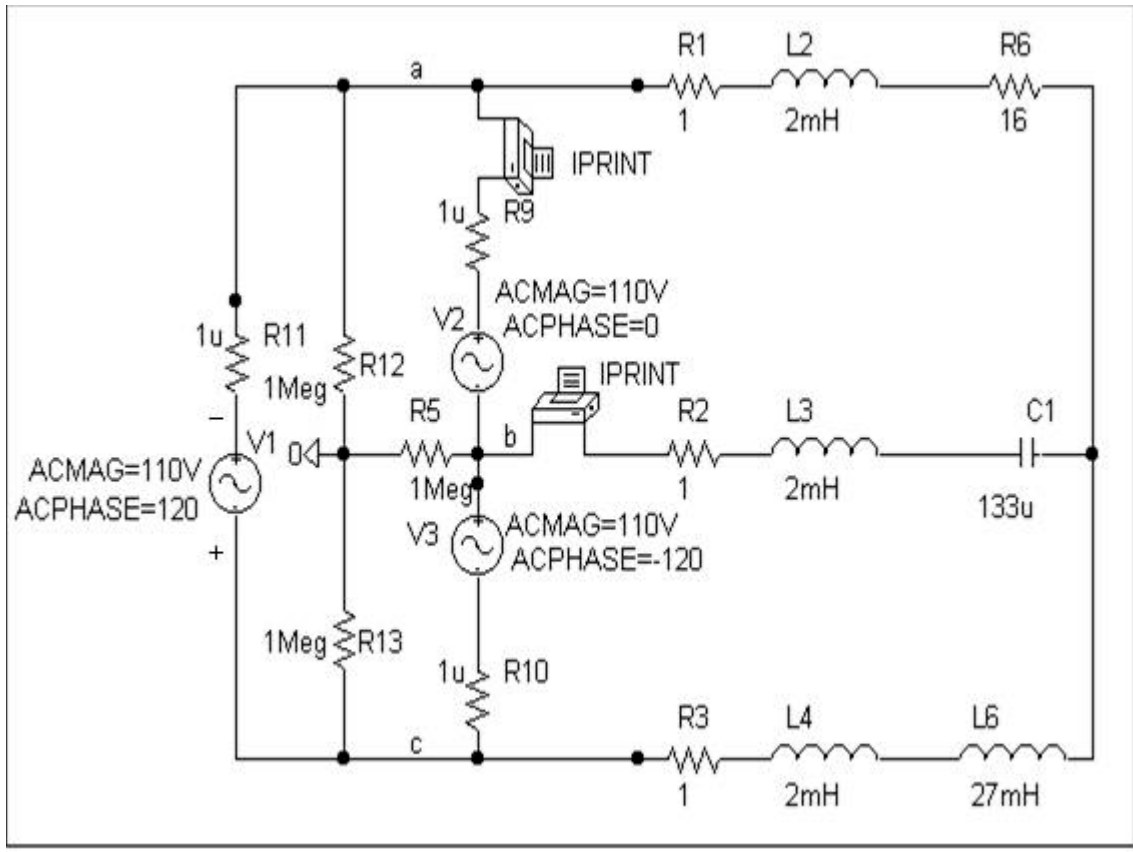 R1 L2 R6
a
1 2mH 16
IPRINT
1u R9
ACMAG=110V
ACPHASE=0
V2
1u R11
R12
1Meg
IPRINT
R5 b R2 L3 C1
–
V1 0
ACMAG=110V
ACPHASE=120
1Meg 1 2mH 133u
+
V3
ACMAG=110V
ACPHASE=-120
1Meg R13
1u R10
c
R3 L4 L6
1 2mH 27mH